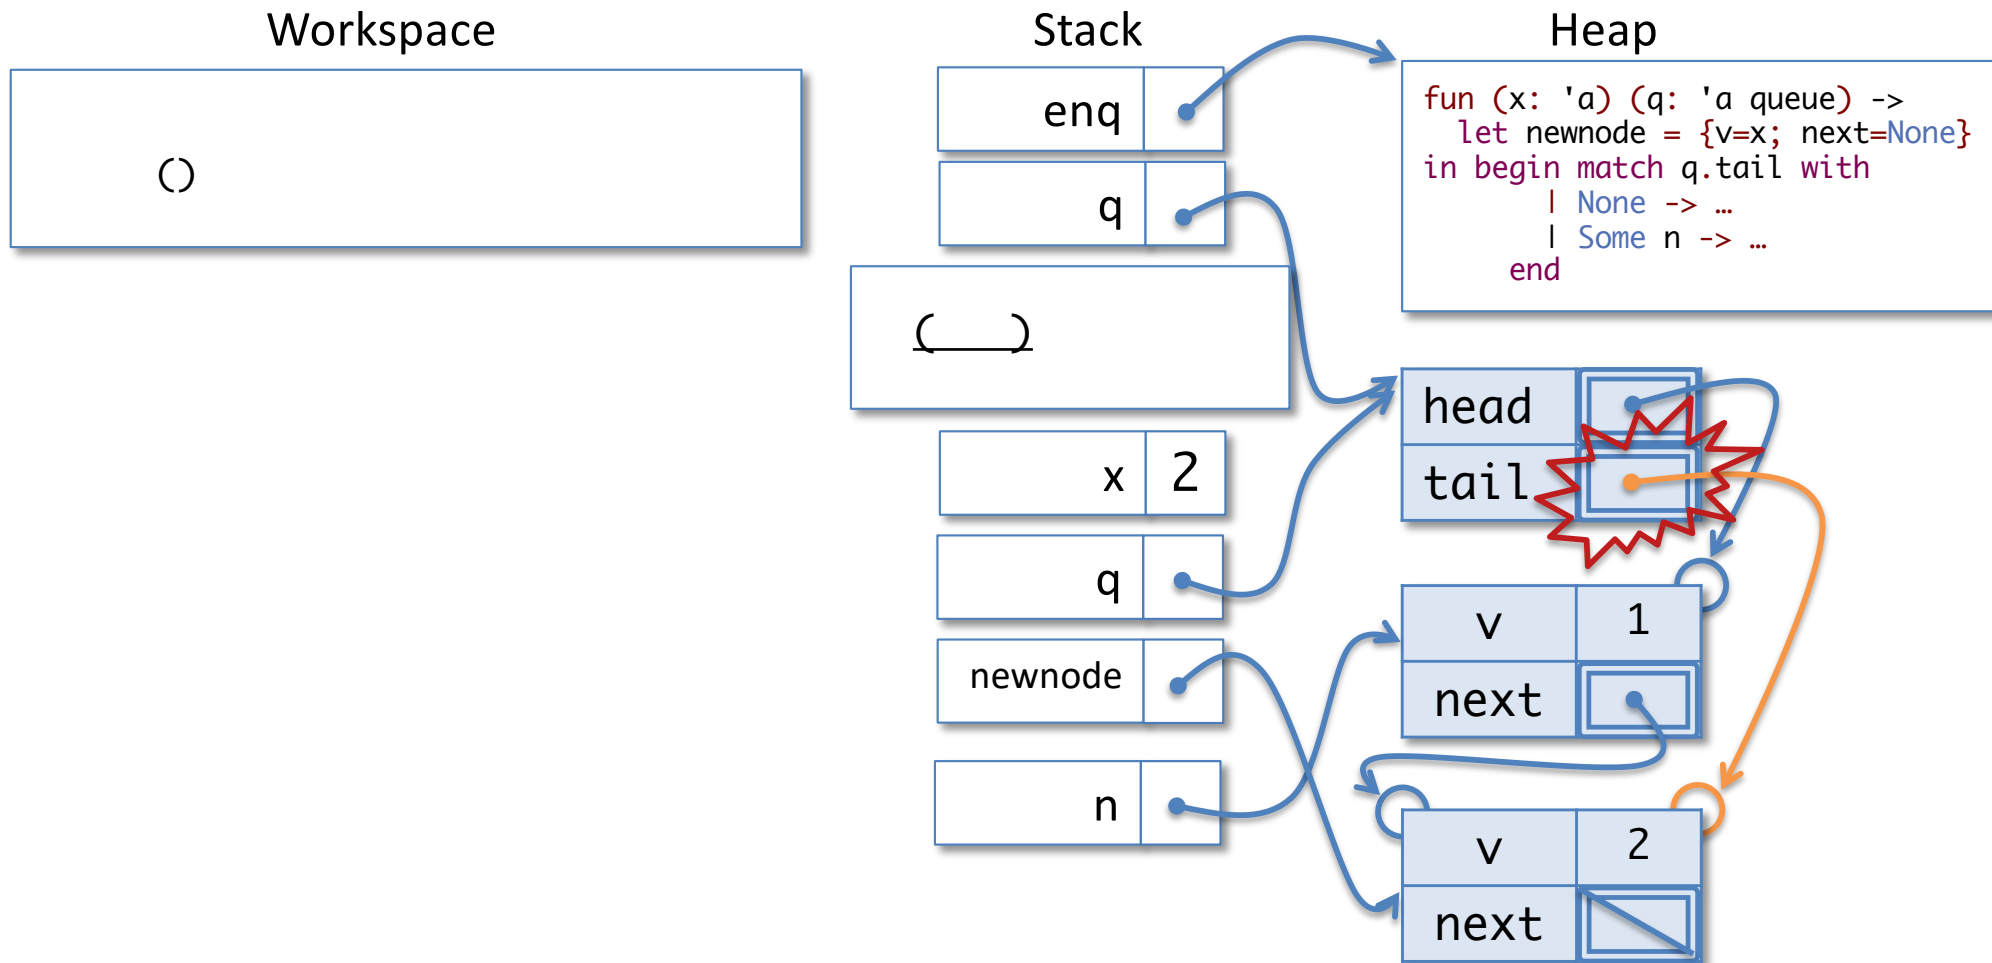 Workspace
Stack
Heap
()
enq
q
(    )
x 2
q
newnode
n
fun (x: 'a) (q: 'a queue) ->
let newnode = {v=x; next=None}
in begin match q.tail with
| None -> …
| Some n -> …
end
head
tail
v 1
next
v 2
next